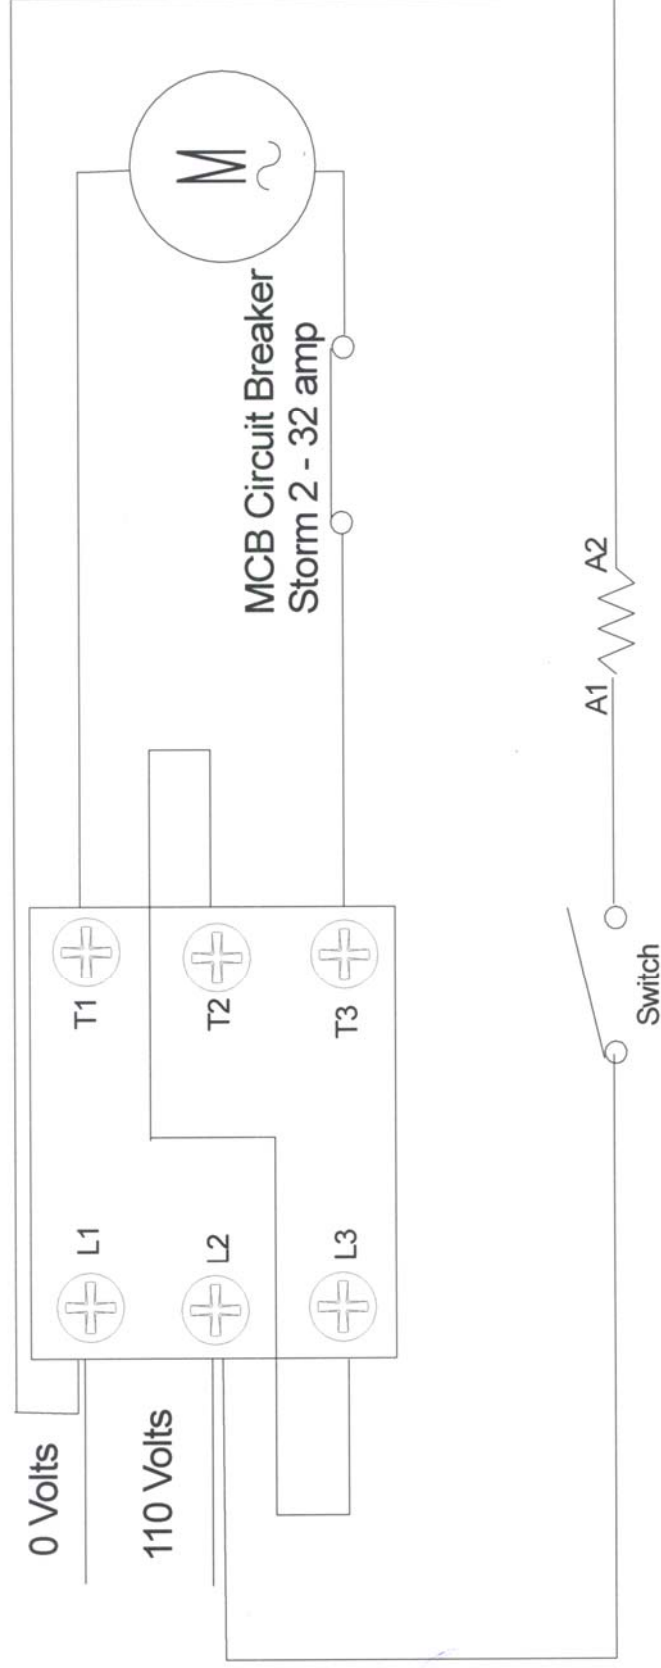 0 Volts
L1
T1
M
~
110 Volts
L2
T2
MCB Circuit Breaker
Storm 2 - 32 amp
L3
T3
A1
A2
Switch